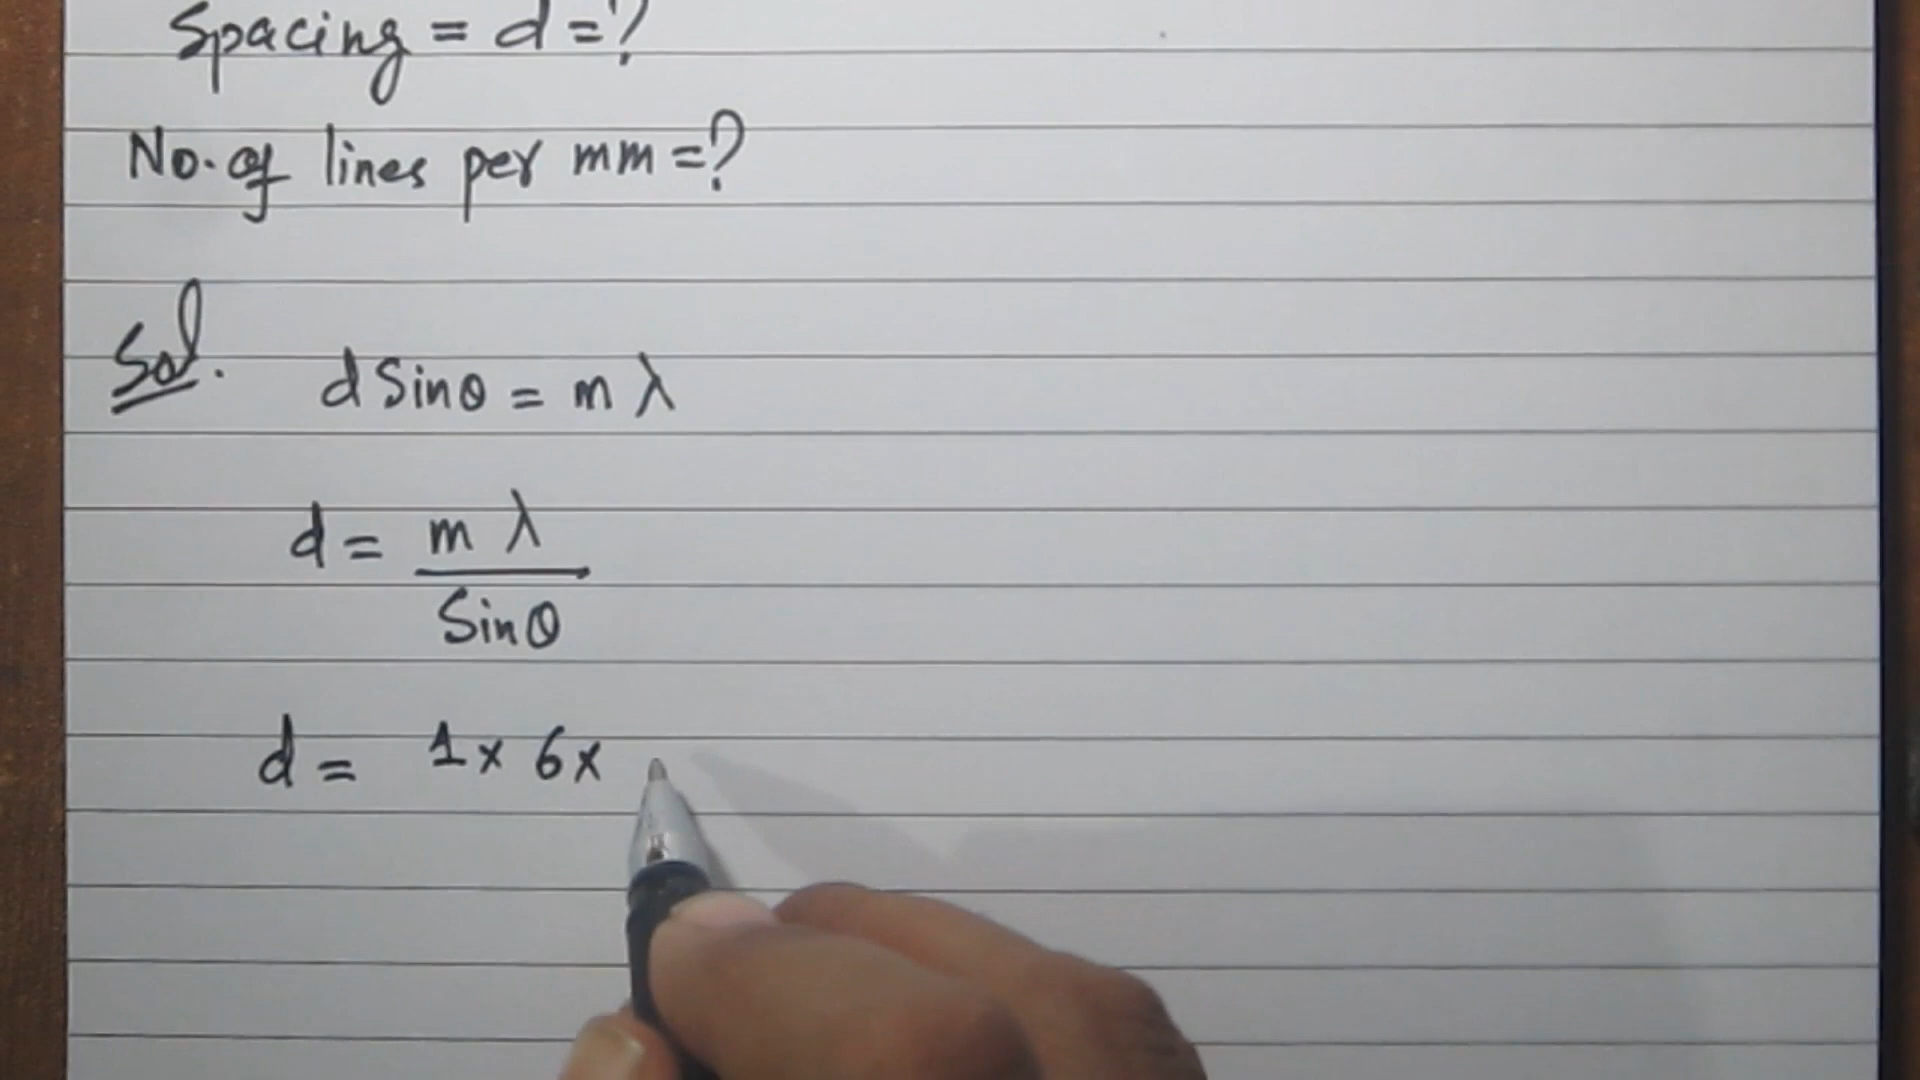 Spacing = d = ?
No. of lines per mm = ?
Sol. d Sinθ = m λ
d = m λ
Sinθ
d = 1 x 6 x